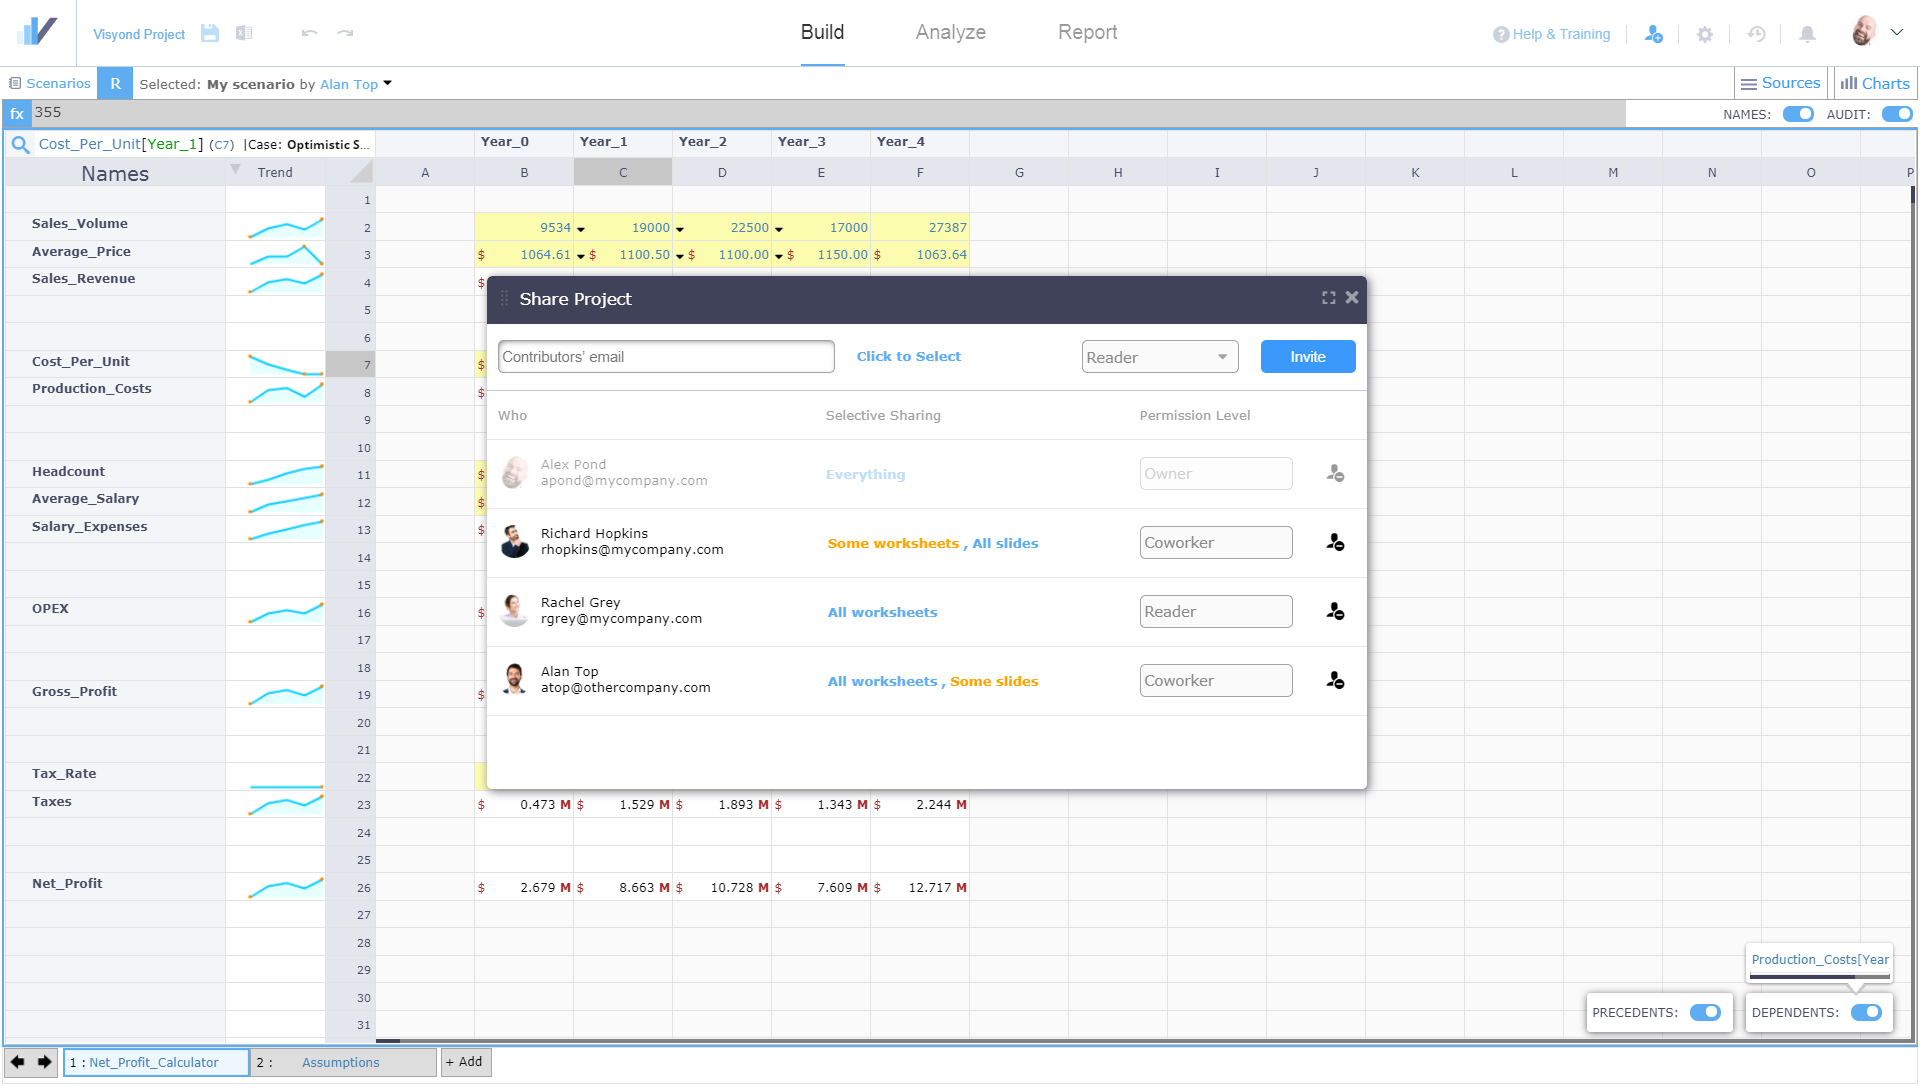 Visyond Project
Build
Analyze
Report
? Help & Training
Scenarios
R
Selected: My scenario by Alan Top
Sources
Charts
fx
355
NAMES:
AUDIT:
Cost_Per_Unit[Year_1] (C7) |Case: Optimistic S...
Year_0 Year_1 Year_2 Year_3 Year_4
Names
Trend
A B C D E F G H I J K L M N O P
1
Sales_Volume 2 9534 19000 22500 17000 27387
Average_Price 3 $ 1064.61 $ 1100.50 $ 1100.00 $ 1150.00 $ 1063.64
Sales_Revenue 4 $
5
6
Cost_Per_Unit 7 $
Production_Costs 8 $
9
10
Headcount 11 $
Average_Salary 12 $
Salary_Expenses 13 $
14
15
OPEX 16 $
17
18
Gross_Profit 19 $
20
21
Tax_Rate 22
Taxes 23 $ 0.473 M $ 1.529 M $ 1.893 M $ 1.343 M $ 2.244 M
24
25
Net_Profit 26 $ 2.679 M $ 8.663 M $ 10.728 M $ 7.609 M $ 12.717 M
27
28
29
30
31
Share Project
Contributors' email
Click to Select
Reader
Invite
Who
Selective Sharing
Permission Level
Alex Pond
apond@mycompany.com
Everything
Owner
Richard Hopkins
rhopkins@mycompany.com
Some worksheets , All slides
Coworker
Rachel Grey
rgrey@mycompany.com
All worksheets
Reader
Alan Top
atop@othercompany.com
All worksheets , Some slides
Coworker
Production_Costs[Year
PRECEDENTS:
DEPENDENTS:
1 : Net_Profit_Calculator
2 : Assumptions
+ Add